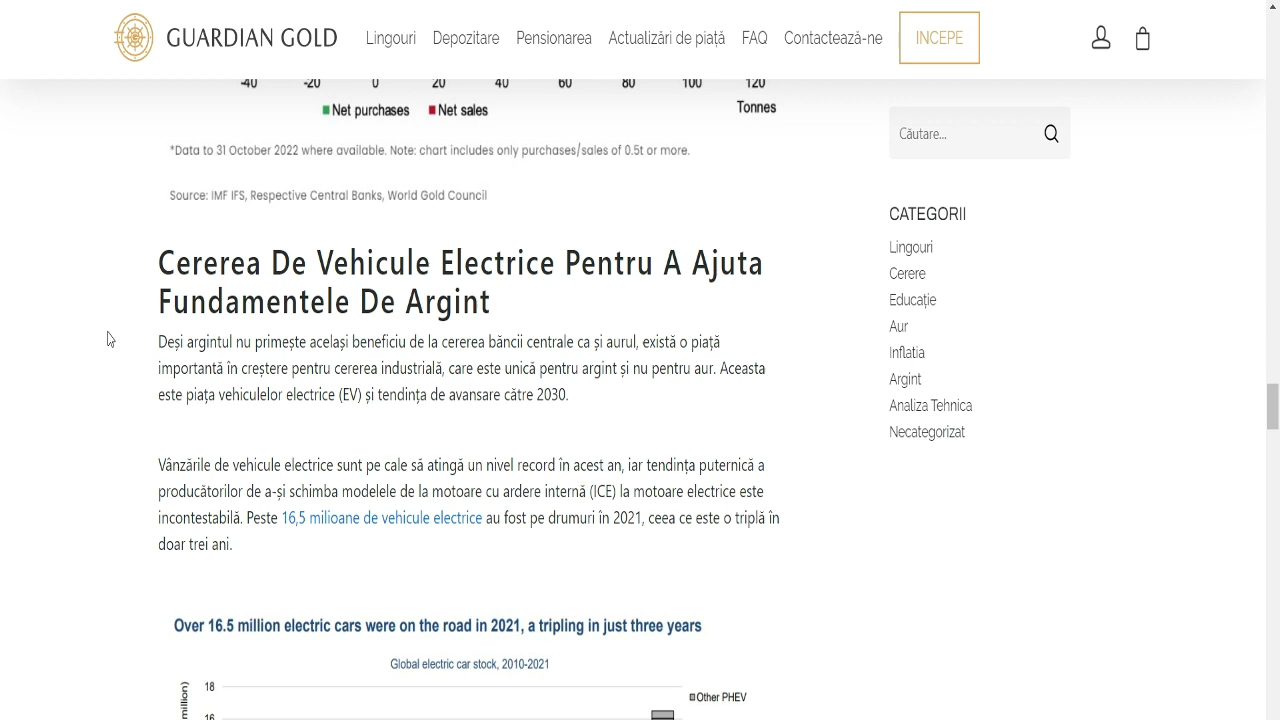 GUARDIAN GOLD
Lingouri Depozitare Pensionarea Actualizări de piață FAQ Contactează-ne INCEPE
-40 -20 0 20 40 60 80 100 120
Net purchases Net sales Tonnes
*Data to 31 October 2022 where available. Note: chart includes only purchases/sales of 0.5t or more.
Source: IMF IFS, Respective Central Banks, World Gold Council
Cererea De Vehicule Electrice Pentru A Ajuta
Fundamentele De Argint
Deși argintul nu primește același beneficiu de la cererea băncii centrale ca și aurul, există o piață
importantă în creștere pentru cererea industrială, care este unică pentru argint și nu pentru aur. Aceasta
este piața vehiculelor electrice (EV) și tendința de avansare către 2030.
Vânzările de vehicule electrice sunt pe cale să atingă un nivel record în acest an, iar tendința puternică a
producătorilor de a-și schimba modelele de la motoare cu ardere internă (ICE) la motoare electrice este
incontestabilă. Peste 16,5 milioane de vehicule electrice au fost pe drumuri în 2021, ceea ce este o triplă în
doar trei ani.
Over 16.5 million electric cars were on the road in 2021, a tripling in just three years
Global electric car stock, 2010-2021
million)
18
Other PHEV
16
Căutare...
CATEGORII
Lingouri
Cerere
Educație
Aur
Inflatia
Argint
Analiza Tehnica
Necategorizat